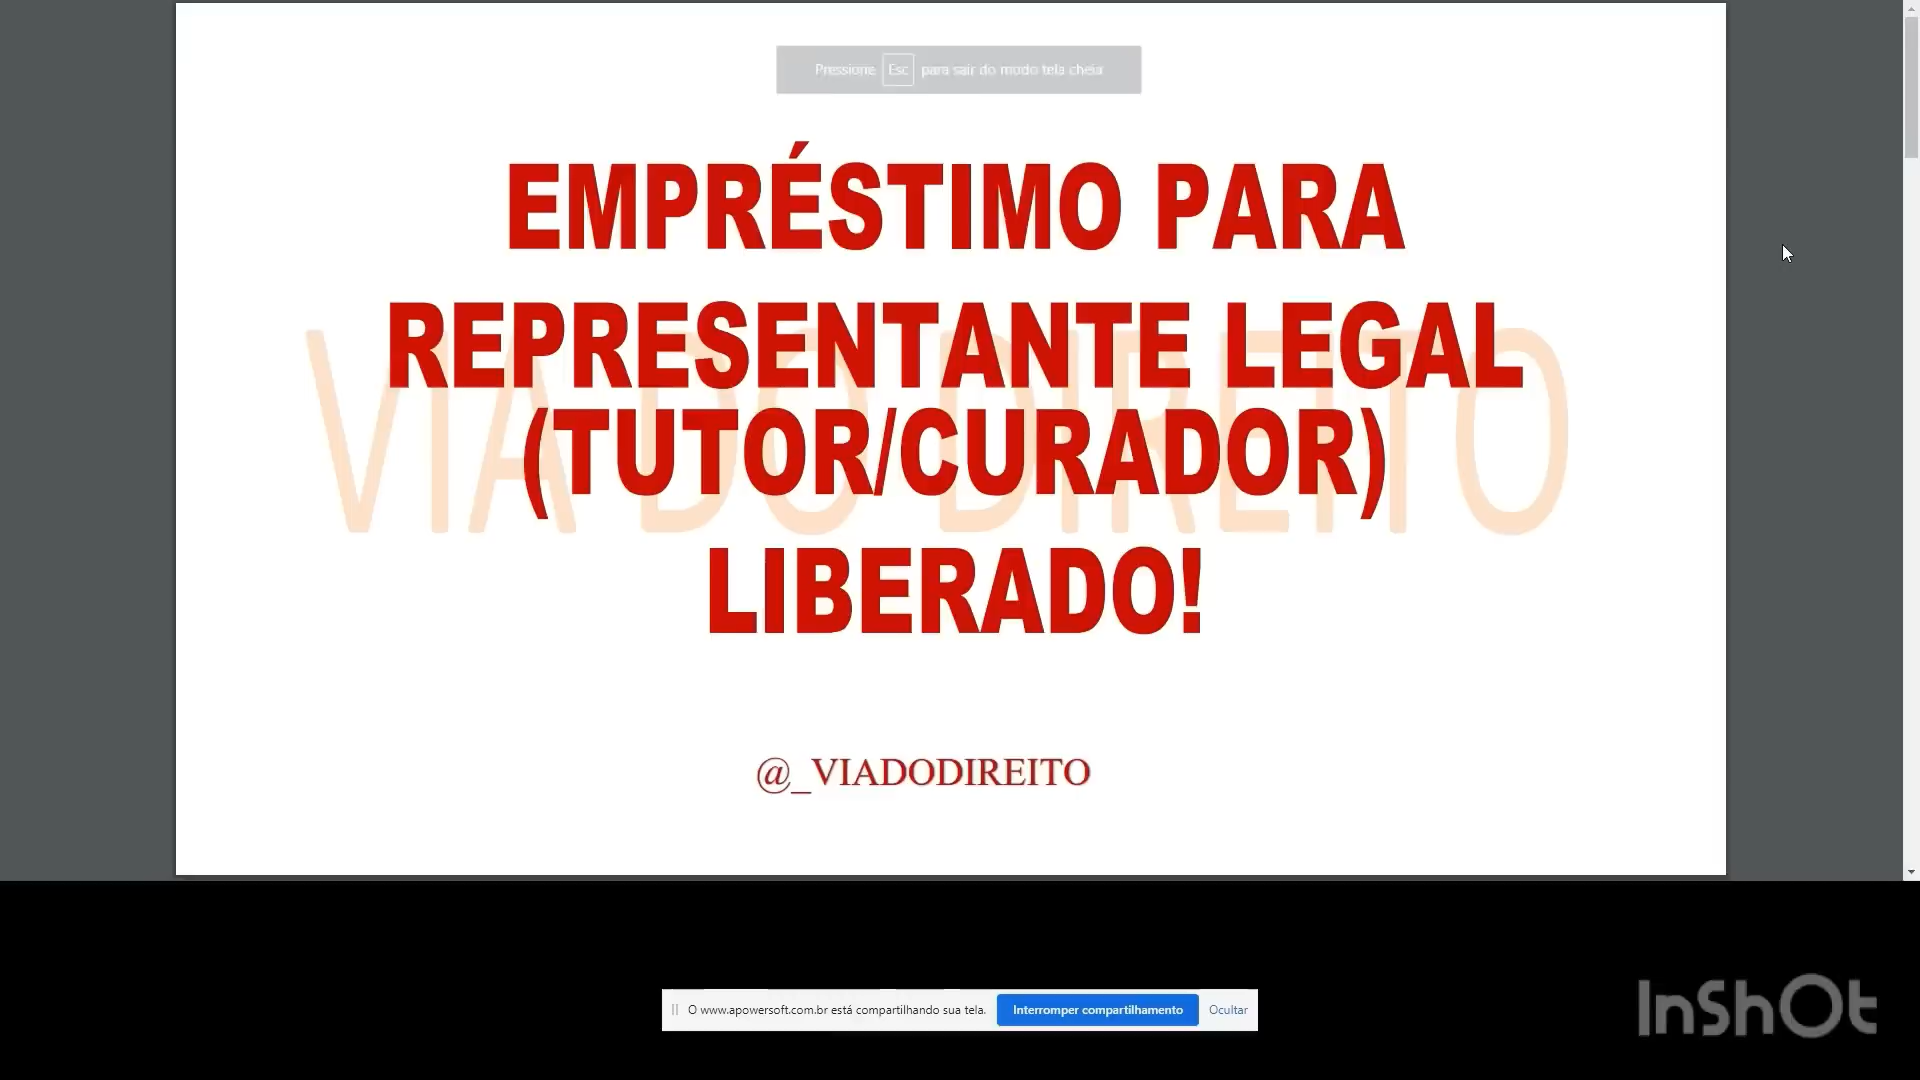 Pressione Esc para sair do modo tela cheia
EMPRÉSTIMO PARA
REPRESENTANTE LEGAL
VIA DO DIREITO
(TUTOR/CURADOR)
LIBERADO!
@_VIADODIREITO
O www.apowersoft.com.br está compartilhando sua tela. Interromper compartilhamento Ocultar
InShOt